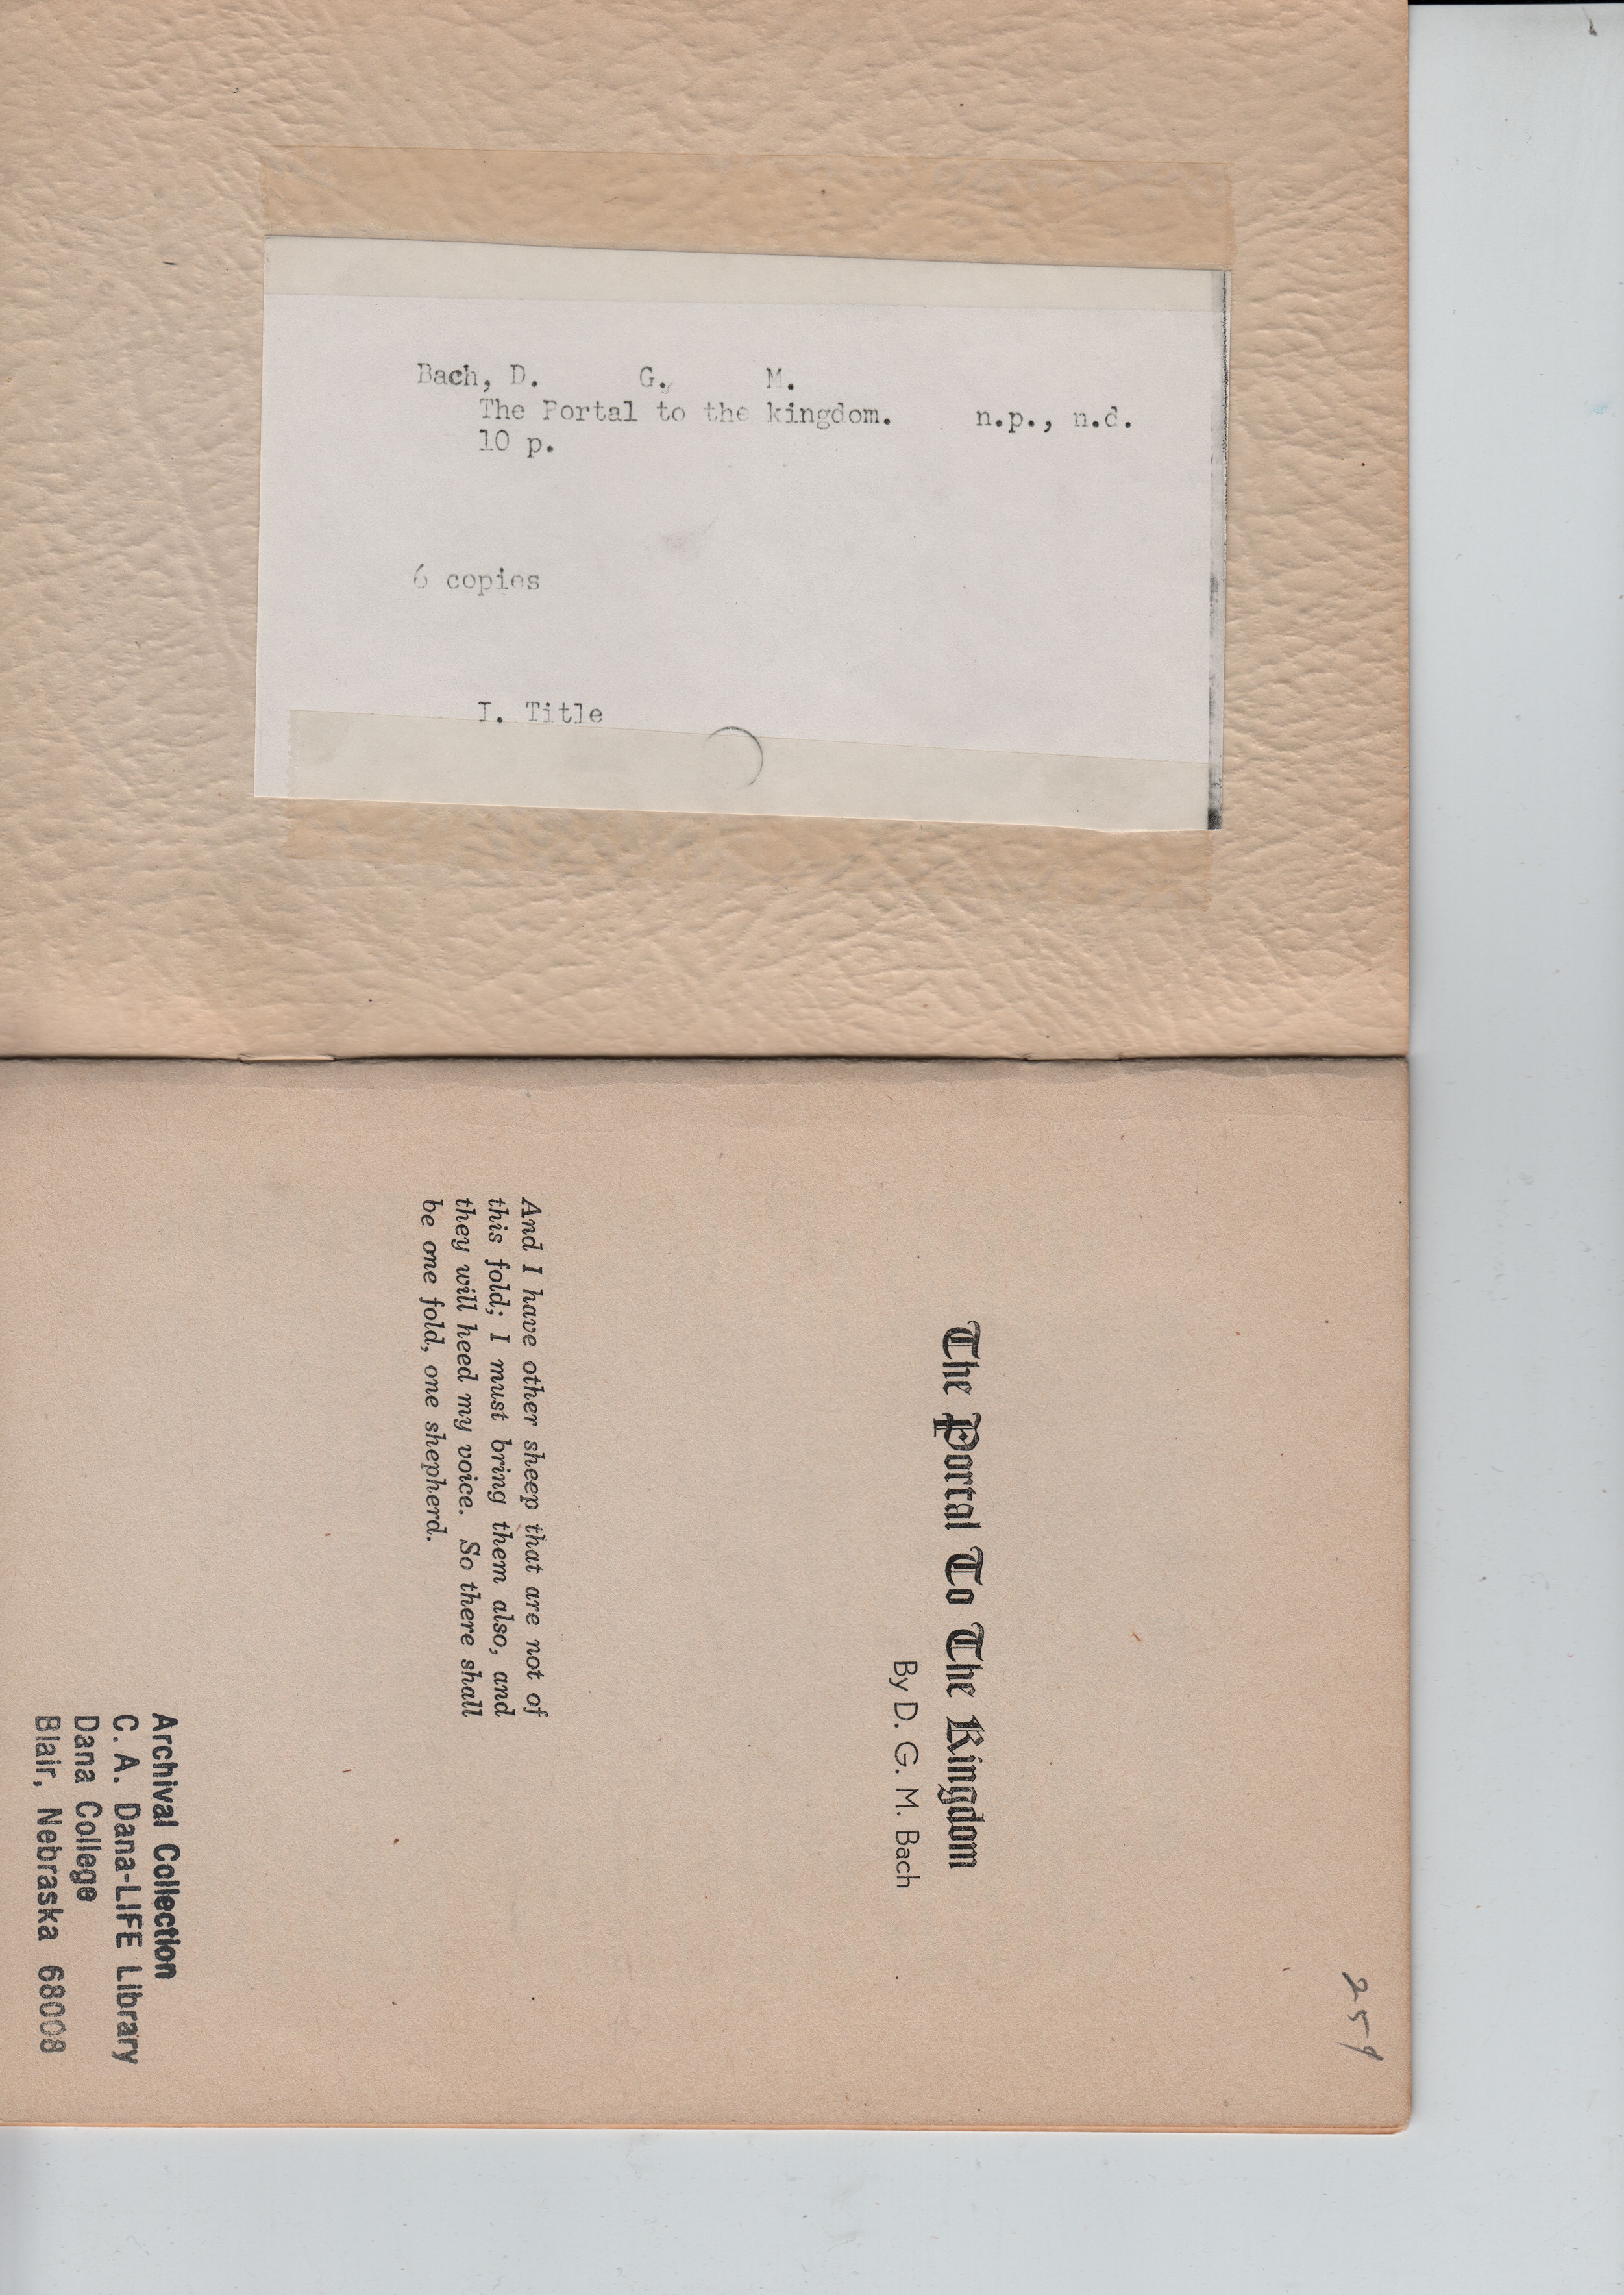 Bach, D. G. M.
The Portal to the kingdom. n.p., n.d.
10 p.
6 copies
I. Title
259
The Portal To The Kingdom
By D. G. M. Bach
And I have other sheep that are not of
this fold; I must bring them also, and
they will heed my voice. So there shall
be one fold, one shepherd.
Archival Collection
C. A. Dana-LIFE Library
Dana College
Blair, Nebraska 68008